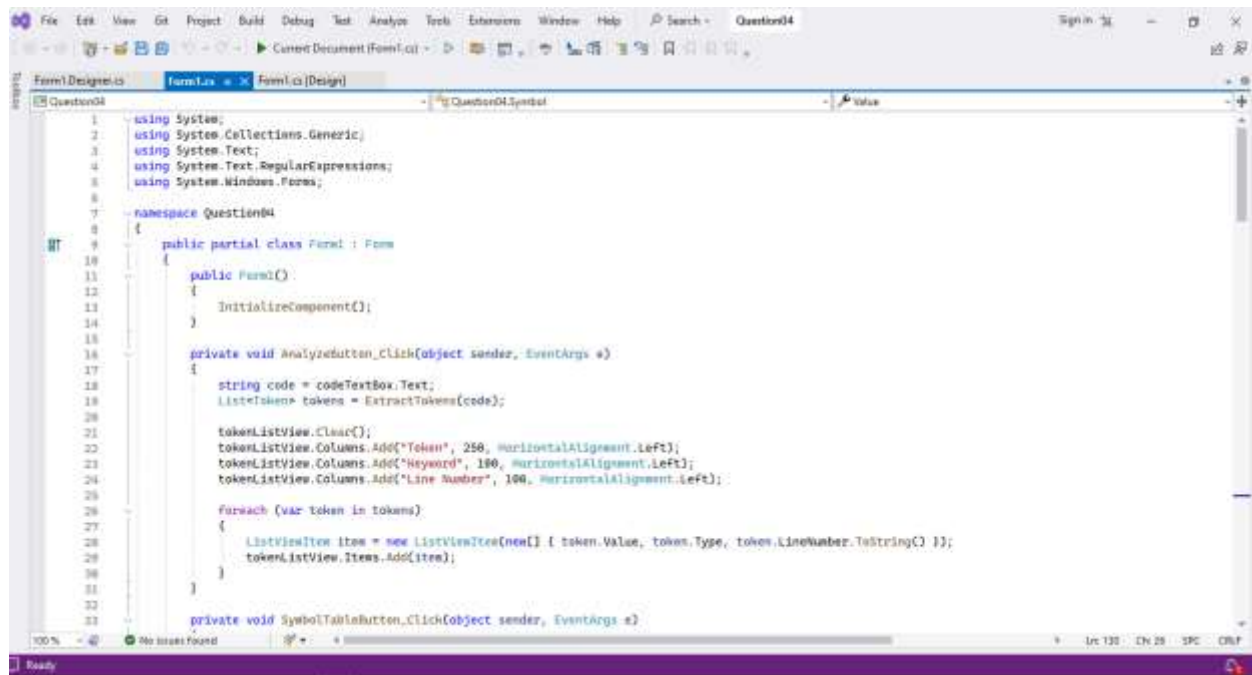 File Edit View Git Project Build Debug Test Analyze Tools Extensions Window Help Search Question04 Sign in
Current Document (Form1.cs)
Toolbox
Form1.Designer.cs Form1.cs Form1.cs [Design]
Question04 Question04.Symbol Value
1 using System;
2 using System.Collections.Generic;
3 using System.Text;
4 using System.Text.RegularExpressions;
5 using System.Windows.Forms;
6
7 namespace Question04
8 {
9 public partial class Form1 : Form
10 {
11 public Form1()
12 {
13 InitializeComponent();
14 }
15
16 private void AnalyzeButton_Click(object sender, EventArgs e)
17 {
18 string code = codeTextBox.Text;
19 List<Token> tokens = ExtractTokens(code);
20
21 tokenListView.Clear();
22 tokenListView.Columns.Add("Token", 250, HorizontalAlignment.Left);
23 tokenListView.Columns.Add("Keyword", 100, HorizontalAlignment.Left);
24 tokenListView.Columns.Add("Line Number", 100, HorizontalAlignment.Left);
25
26 foreach (var token in tokens)
27 {
28 ListViewItem item = new ListViewItem(new[] { token.Value, token.Type, token.LineNumber.ToString() });
29 tokenListView.Items.Add(item);
30 }
31 }
32
33 private void SymbolTableButton_Click(object sender, EventArgs e)
100 % No issues found Ln: 130 Ch: 26 SPC CRLF
Ready